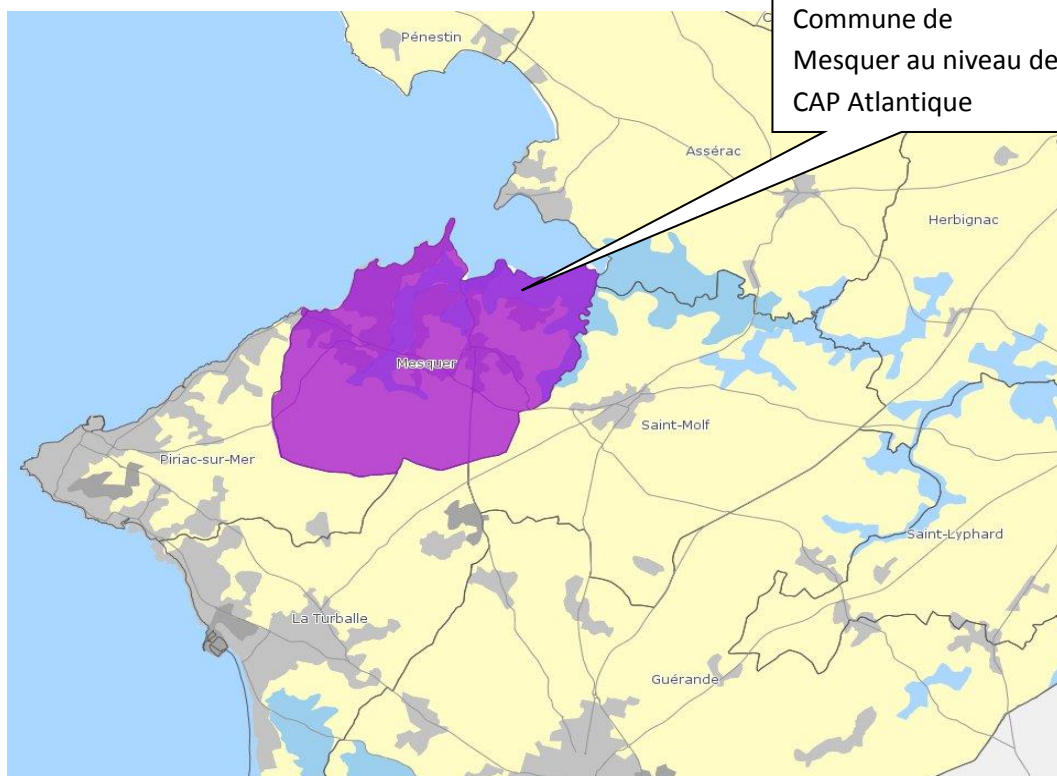 Commune de
Mesquer au niveau de
CAP Atlantique
Pénestin
Assérac
Herbignac
Mesquer
Saint-Molf
Piriac-sur-Mer
Saint-Lyphard
La Turballe
Guérande